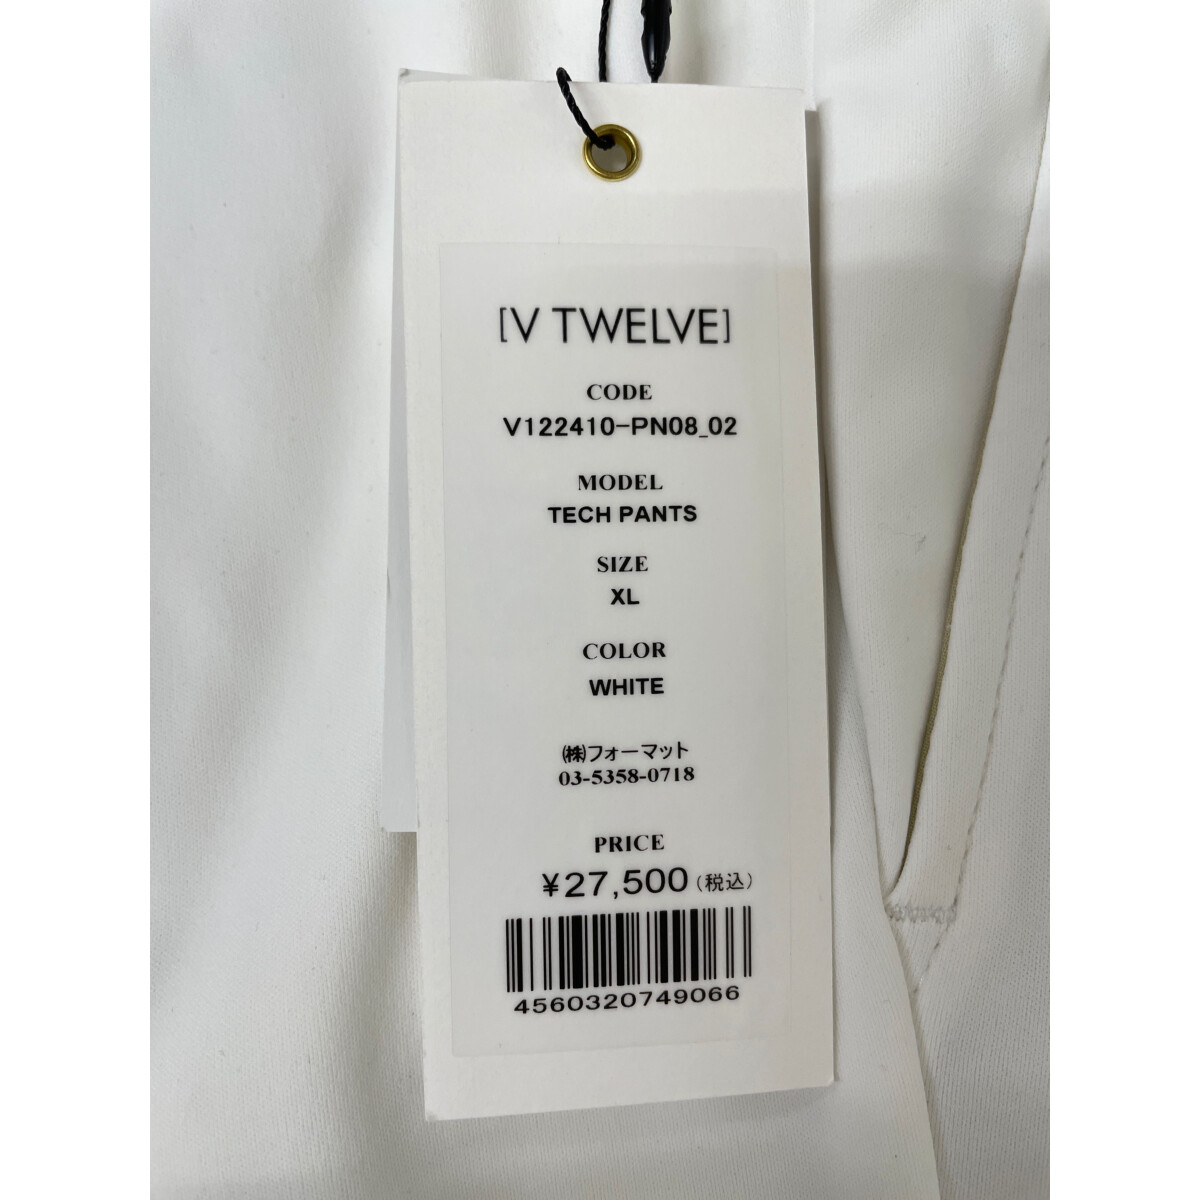 [V TWELVE]
CODE
V122410-PN08_02
MODEL
TECH PANTS
SIZE
XL
COLOR
WHITE
㈱フォーマット
03-5358-0718
PRICE
¥27,500(税込)
4560320749066